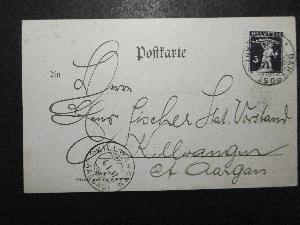 Postkarte
HELVETIA
An
Herrn
Hans Fischer Stat. Vorstand
Killwangen
Ct. Aargau